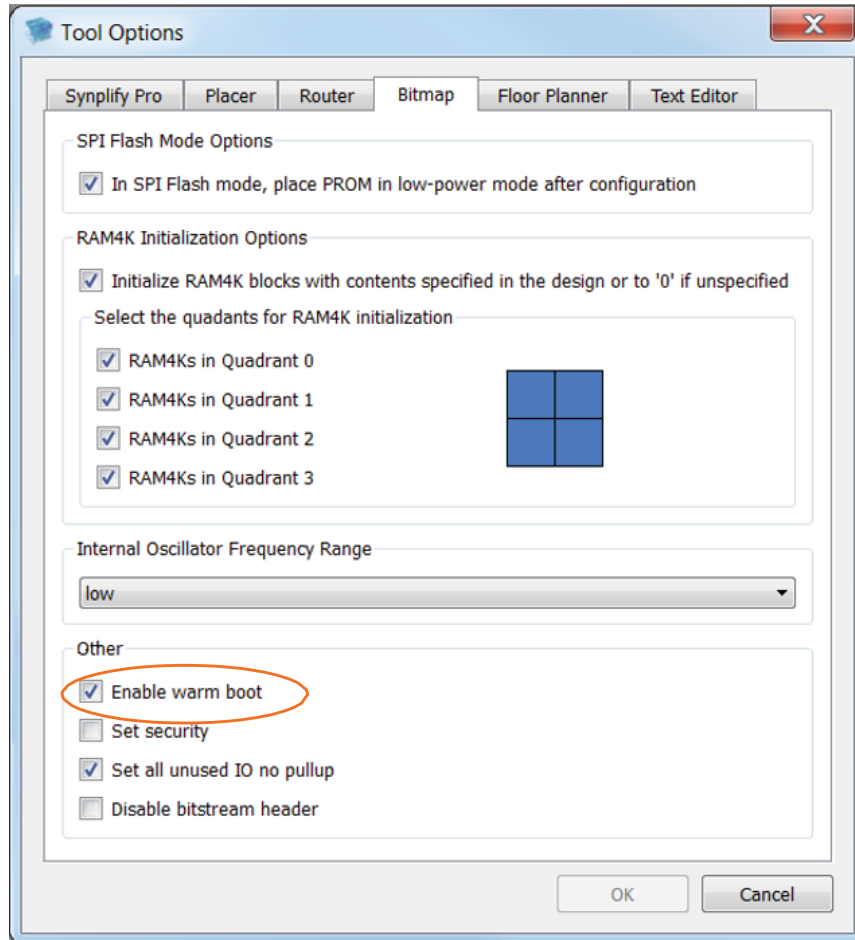 Tool Options
Synplify Pro Placer Router Bitmap Floor Planner Text Editor
SPI Flash Mode Options
In SPI Flash mode, place PROM in low-power mode after configuration
RAM4K Initialization Options
Initialize RAM4K blocks with contents specified in the design or to '0' if unspecified
Select the quadants for RAM4K initialization
RAM4Ks in Quadrant 0
RAM4Ks in Quadrant 1
RAM4Ks in Quadrant 2
RAM4Ks in Quadrant 3
Internal Oscillator Frequency Range
low
Other
Enable warm boot
Set security
Set all unused IO no pullup
Disable bitstream header
OK Cancel